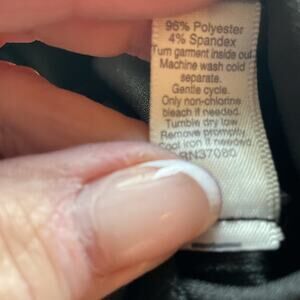 96% Polyester
4% Spandex
Turn garment inside out
Machine wash cold
separate.
Gentle cycle.
Only non-chlorine
bleach if needed.
Tumble dry low
Remove promptly
Cool iron if needed
RN37080